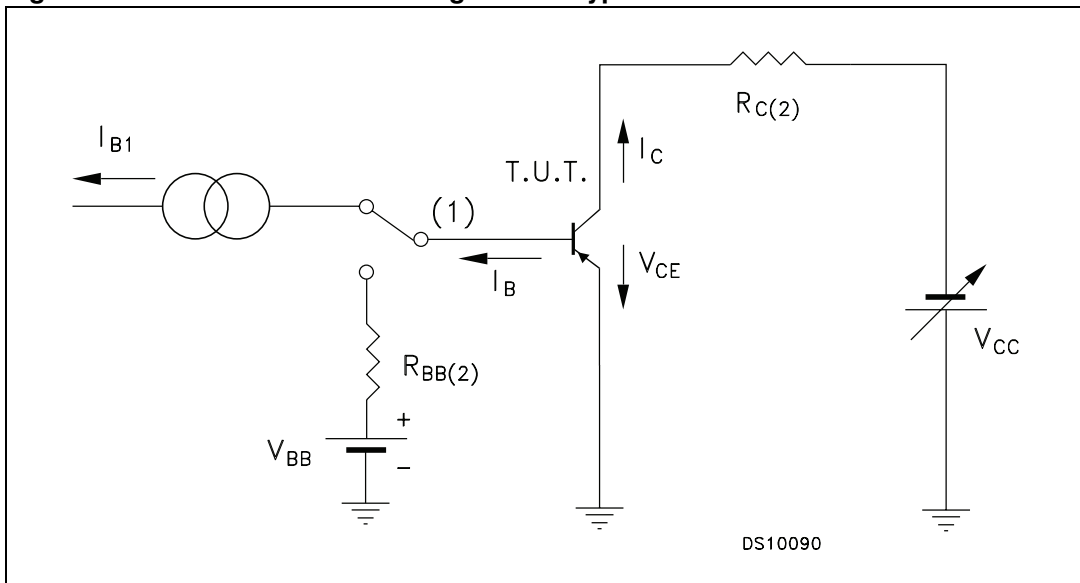 R_C(2)
I_B1
I_C
T.U.T.
(1)
V_CE
I_B
V_CC
R_BB(2)
+
V_BB
−
DS10090